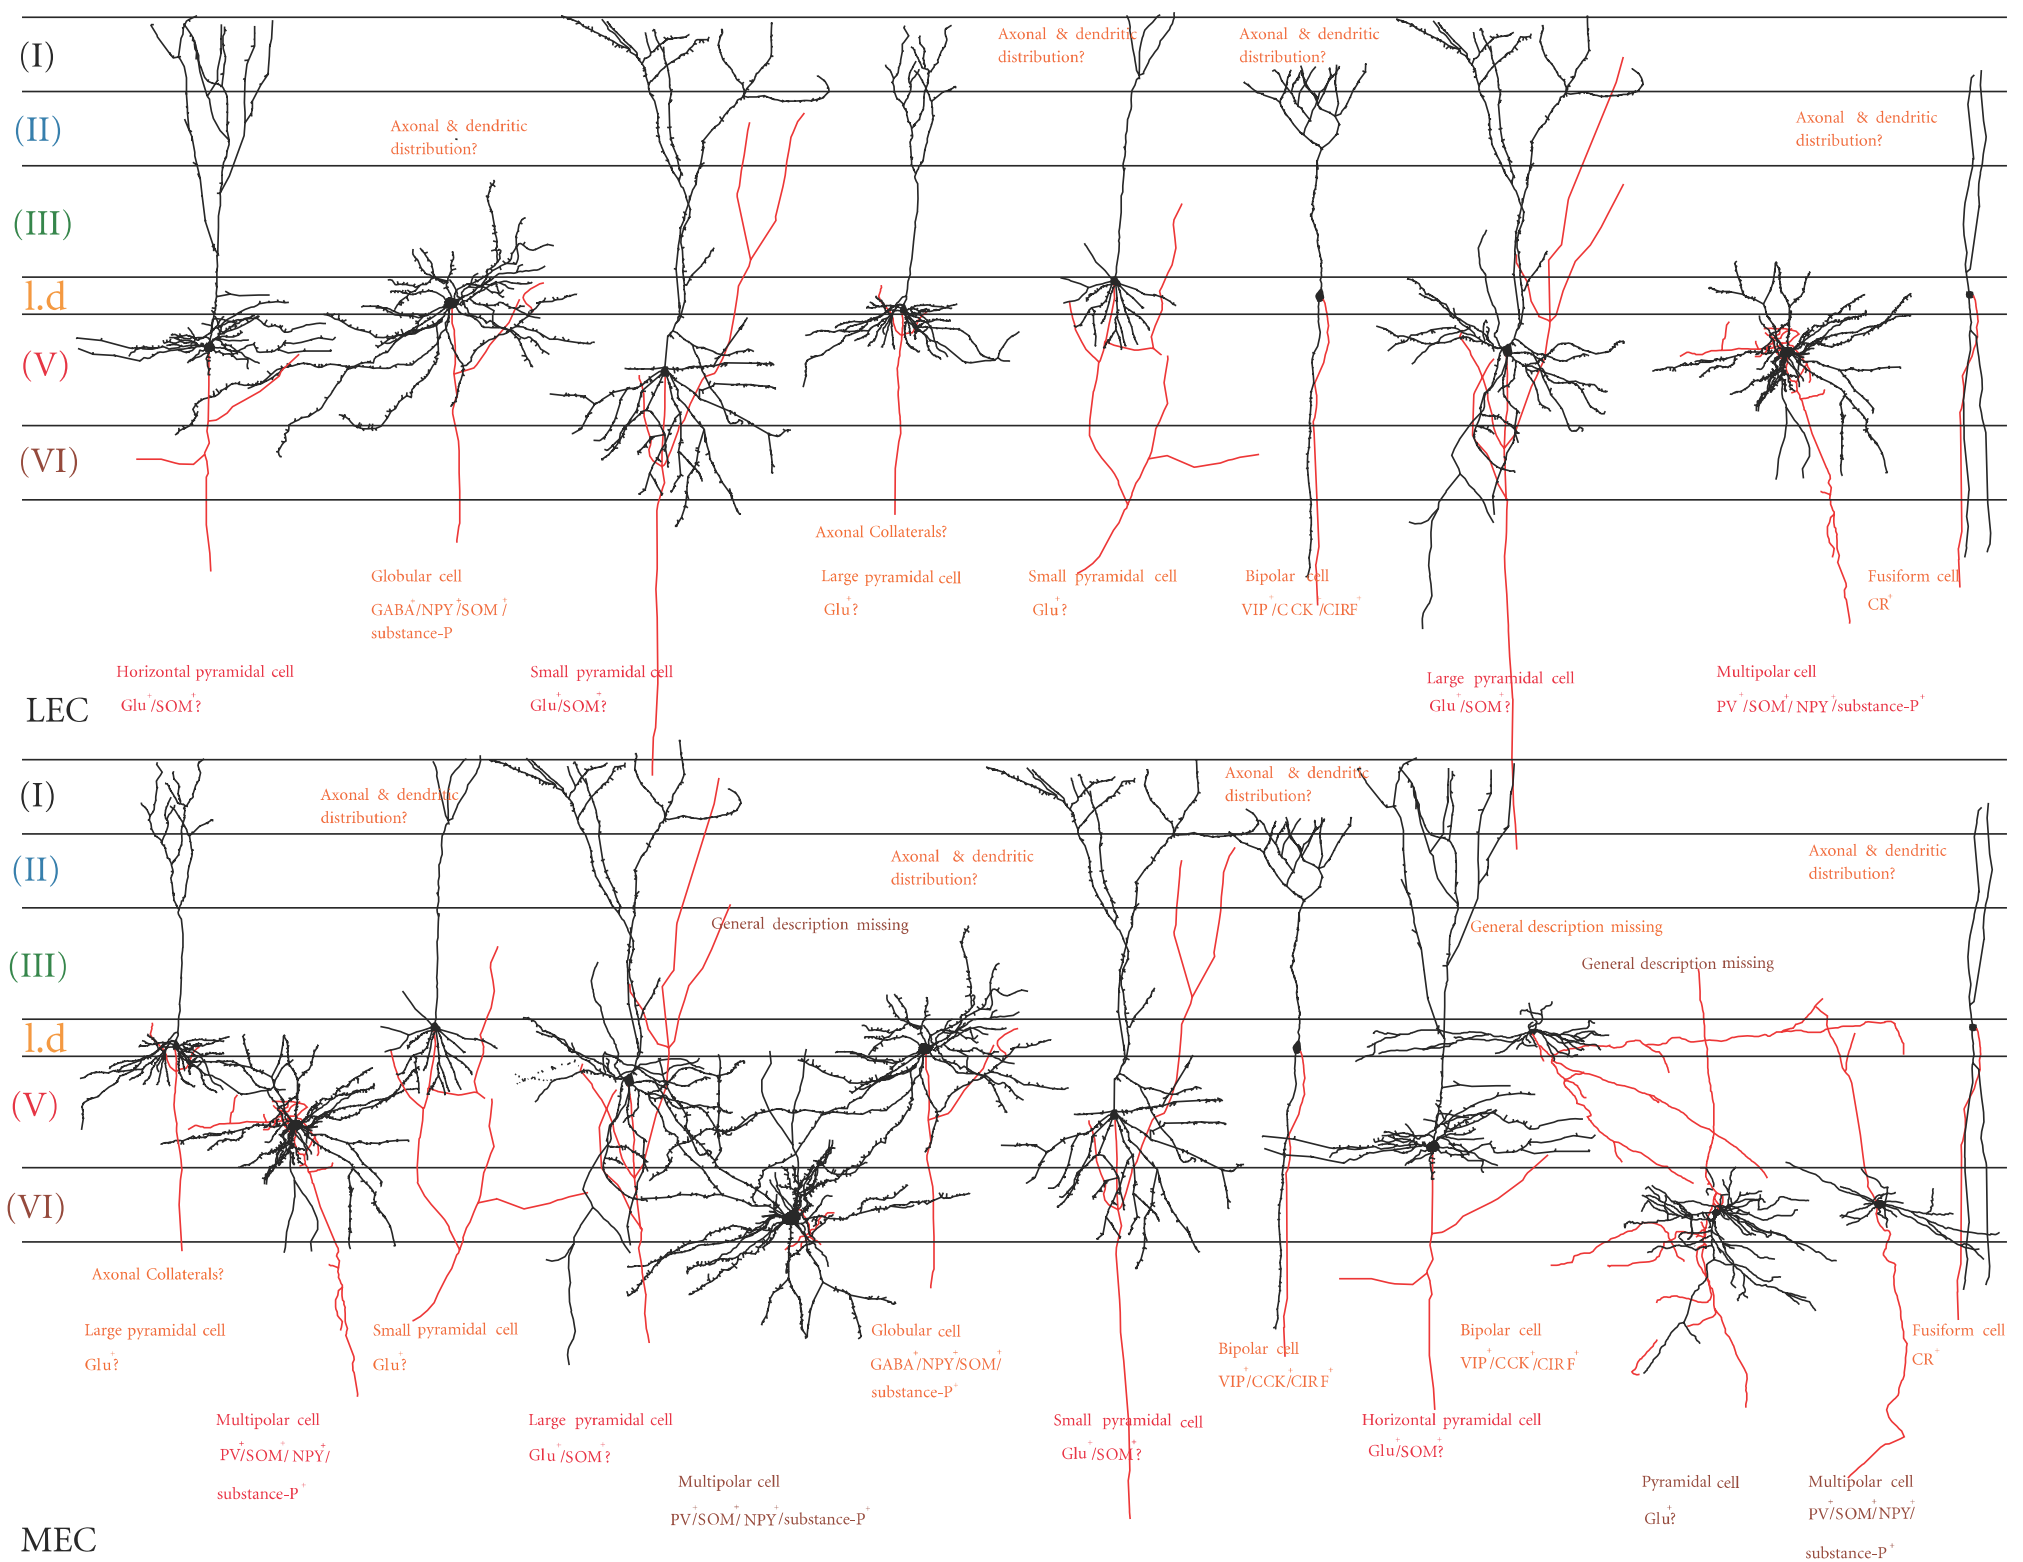 (I)
Axonal & dendritic
distribution?
Axonal & dendritic
distribution?
(II)
Axonal & dendritic
distribution?
Axonal & dendritic
distribution?
(III)
l.d
(V)
(VI)
Axonal Collaterals?
Globular cell
GABA+/NPY+/SOM+/
substance-P
Large pyramidal cell
Glu+?
Small pyramidal cell
Glu+?
Bipolar cell
VIP+/CCK+/CIRF+
Fusiform cell
CR+
Horizontal pyramidal cell
Glu+/SOM+?
Small pyramidal cell
Glu+/SOM+?
Large pyramidal cell
Glu+/SOM+?
Multipolar cell
PV+/SOM+/NPY+/substance-P+
LEC
(I)
Axonal & dendritic
distribution?
Axonal & dendritic
distribution?
(II)
Axonal & dendritic
distribution?
Axonal & dendritic
distribution?
General description missing
General description missing
(III)
General description missing
l.d
(V)
(VI)
Axonal Collaterals?
Large pyramidal cell
Glu+?
Small pyramidal cell
Glu+?
Globular cell
GABA+/NPY+/SOM+/
substance-P+
Bipolar cell
VIP+/CCK+/CIRF+
Bipolar cell
VIP+/CCK+/CIRF+
Fusiform cell
CR+
Multipolar cell
PV+/SOM+/NPY+/
substance-P+
Large pyramidal cell
Glu+/SOM+?
Small pyramidal cell
Glu+/SOM+?
Horizontal pyramidal cell
Glu+/SOM+?
Multipolar cell
PV+/SOM+/NPY+/substance-P+
Pyramidal cell
Glu+?
Multipolar cell
PV+/SOM+/NPY+/
substance-P+
MEC